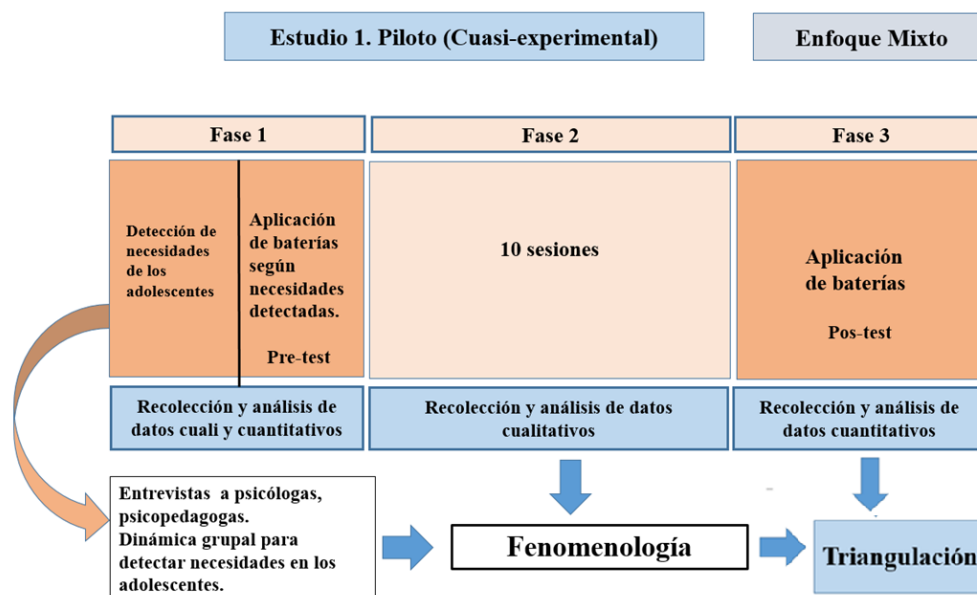 Estudio 1. Piloto (Cuasi-experimental)
Enfoque Mixto
Fase 1
Fase 2
Fase 3
Detección de
necesidades
de los
adolescentes
Aplicación
de baterías
según
necesidades
detectadas.
Pre-test
10 sesiones
Aplicación
de baterías
Pos-test
Recolección y análisis de
datos cuali y cuantitativos
Recolección y análisis de datos
cualitativos
Recolección y análisis de
datos cuantitativos
Entrevistas a psicólogas,
psicopedagogas.
Dinámica grupal para
detectar necesidades en los
adolescentes.
Fenomenología
Triangulación